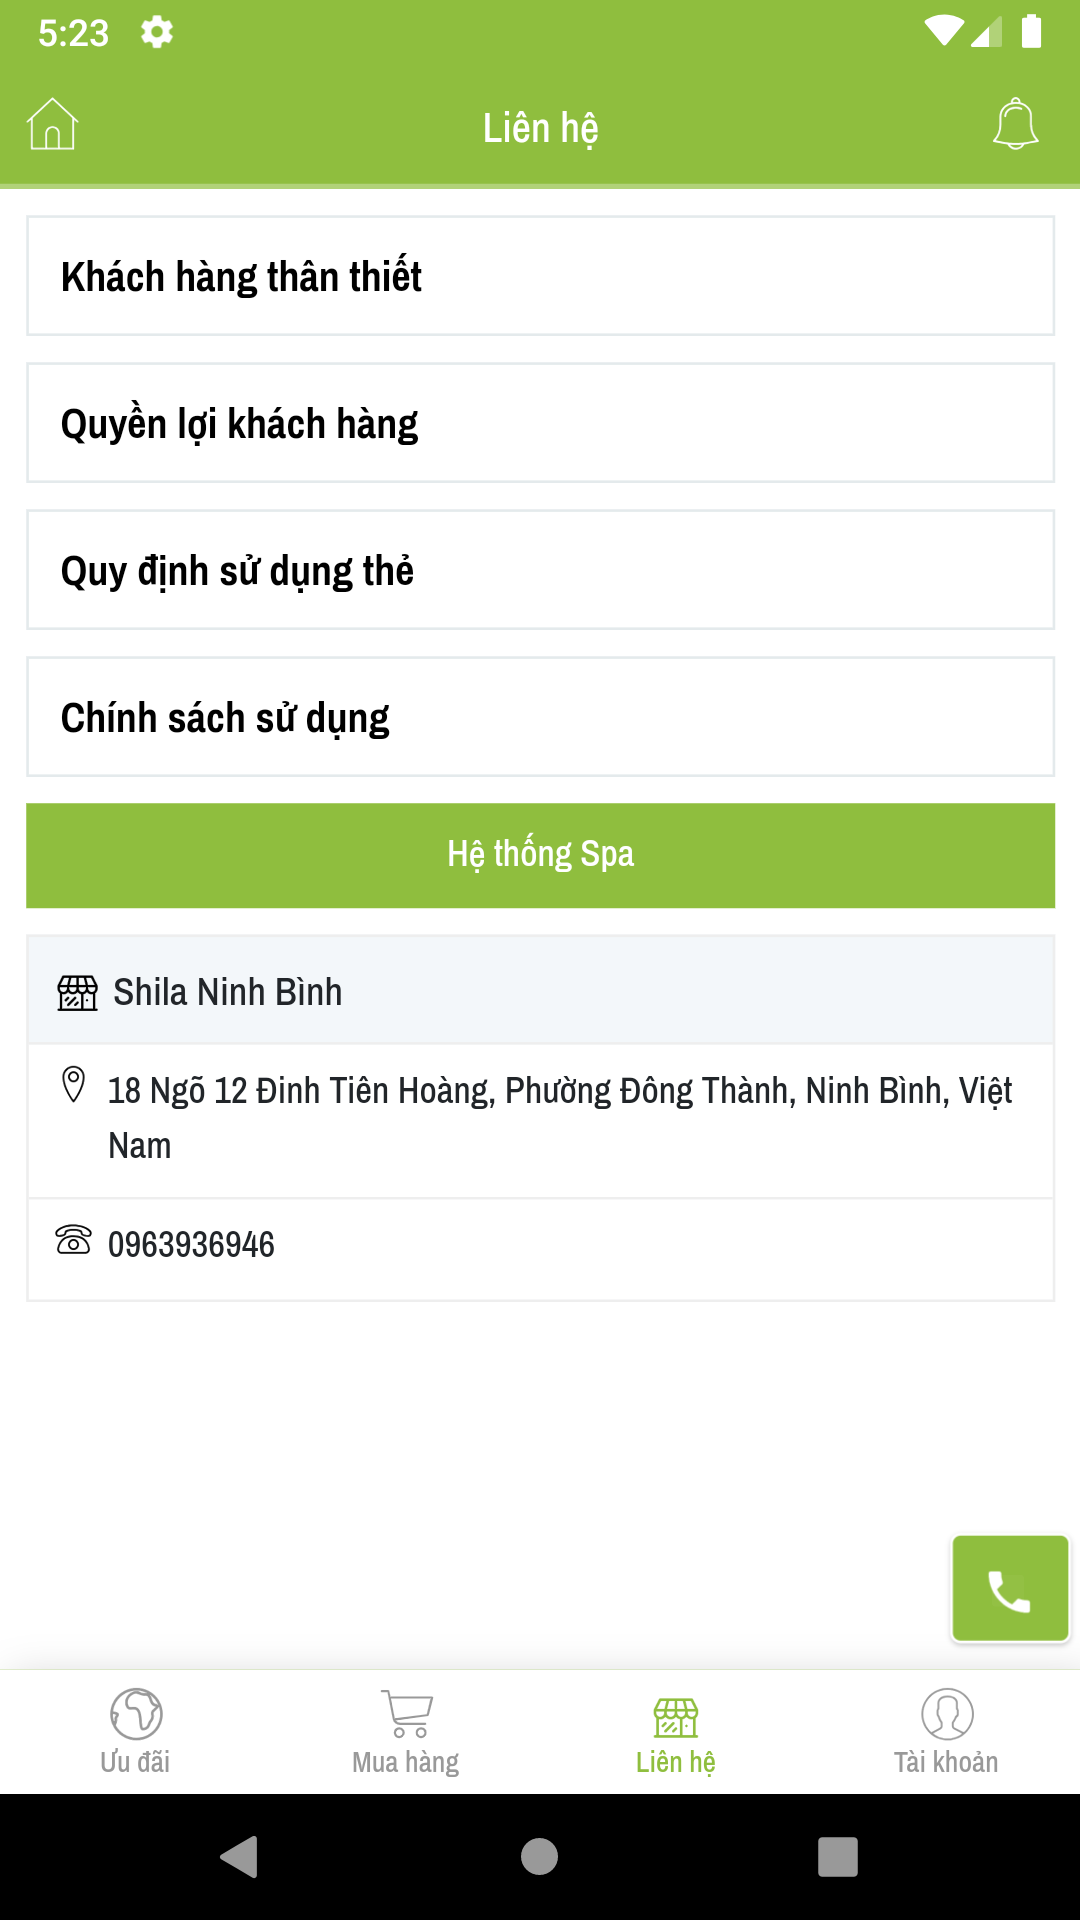 5:23
Liên hệ
Khách hàng thân thiết
Quyền lợi khách hàng
Quy định sử dụng thẻ
Chính sách sử dụng
Hệ thống Spa
Shila Ninh Bình
18 Ngõ 12 Đinh Tiên Hoàng, Phường Đông Thành, Ninh Bình, Việt
Nam
0963936946
Ưu đãi
Mua hàng
Liên hệ
Tài khoản